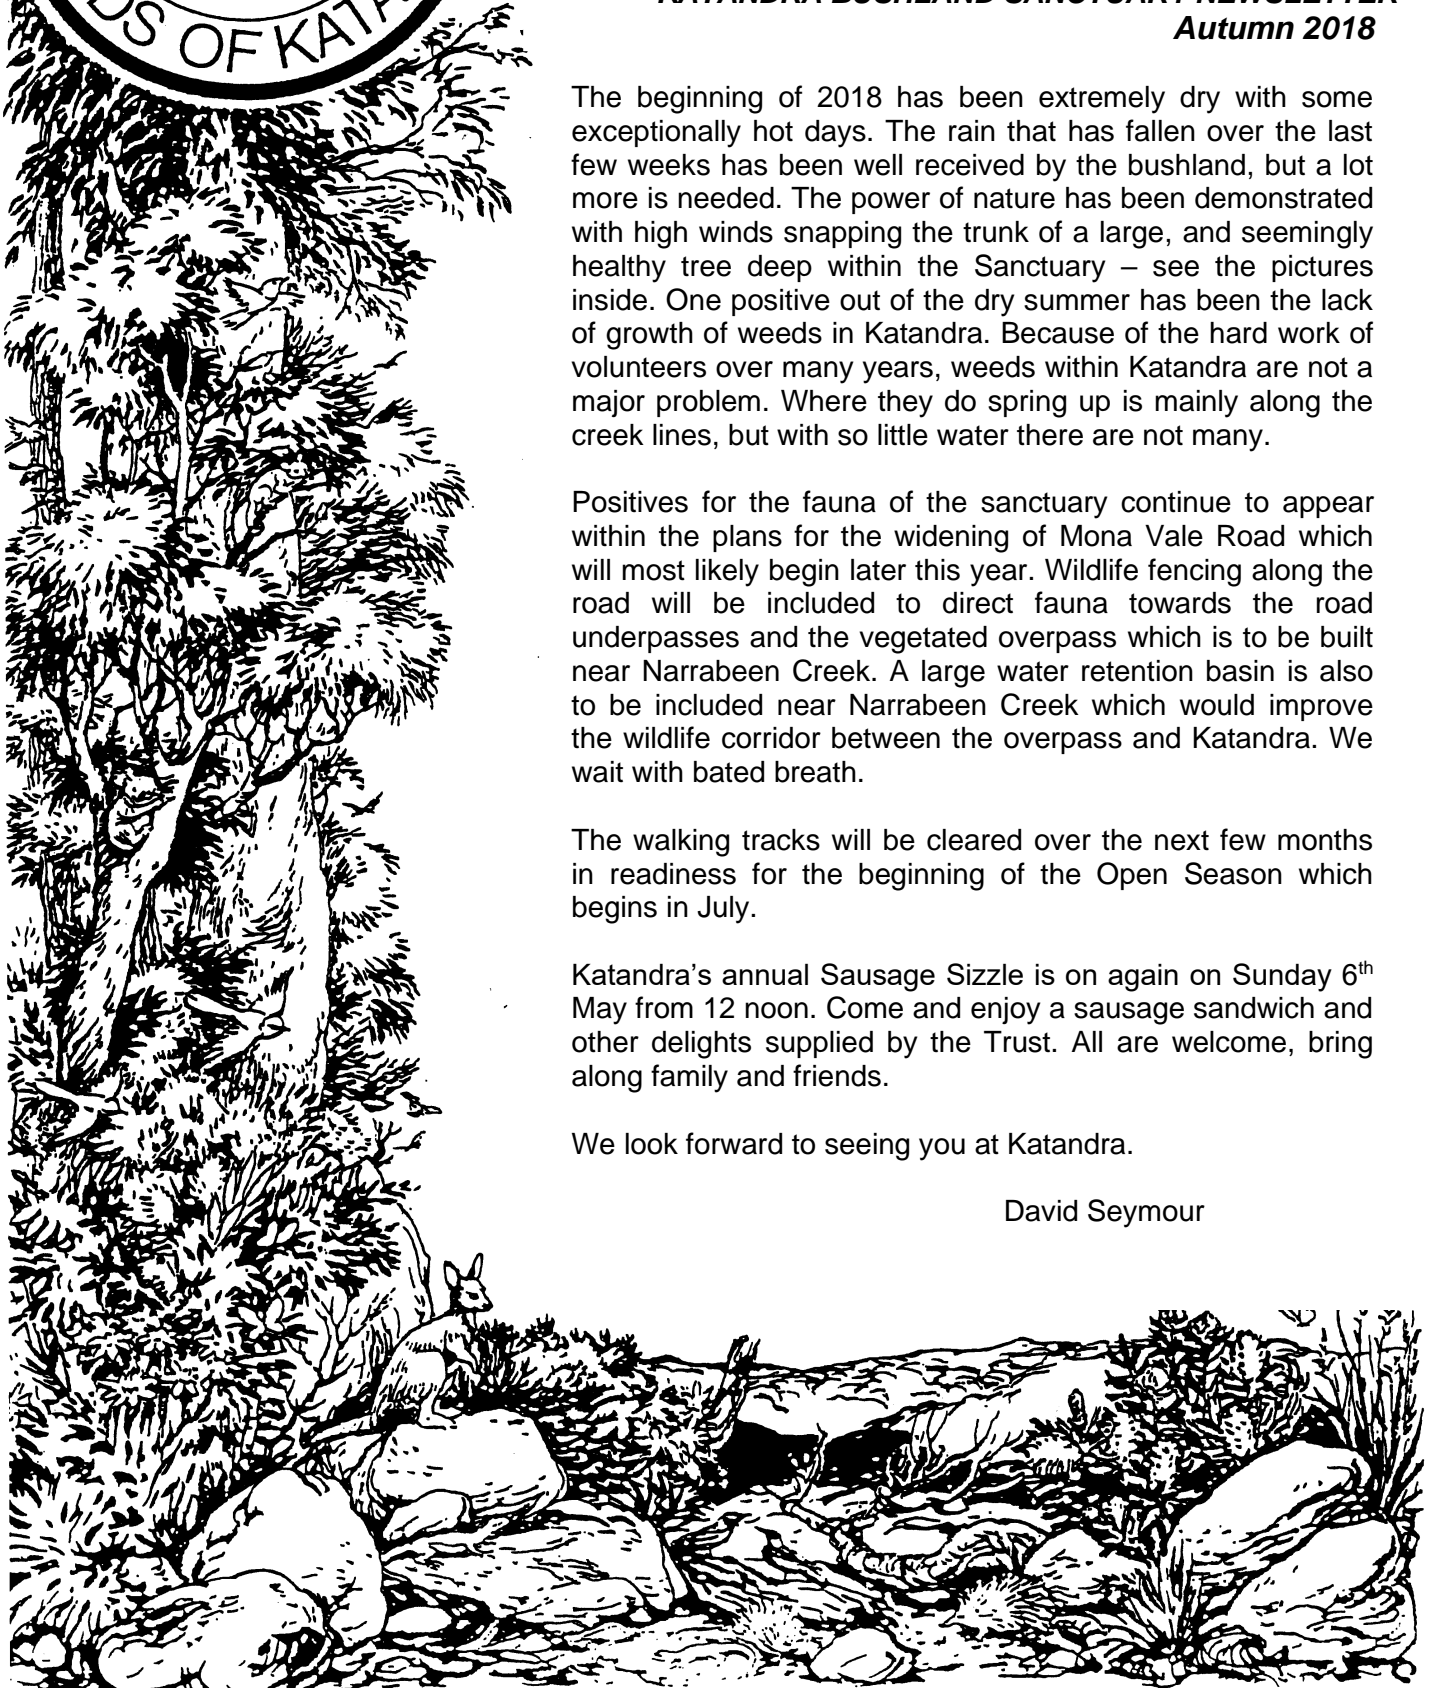 DS OF KATA
KATANDRA BUSHLAND SANCTUARY NEWSLETTER
Autumn 2018
The beginning of 2018 has been extremely dry with some
exceptionally hot days. The rain that has fallen over the last
few weeks has been well received by the bushland, but a lot
more is needed. The power of nature has been demonstrated
with high winds snapping the trunk of a large, and seemingly
healthy tree deep within the Sanctuary – see the pictures
inside. One positive out of the dry summer has been the lack
of growth of weeds in Katandra. Because of the hard work of
volunteers over many years, weeds within Katandra are not a
major problem. Where they do spring up is mainly along the
creek lines, but with so little water there are not many.
Positives for the fauna of the sanctuary continue to appear
within the plans for the widening of Mona Vale Road which
will most likely begin later this year. Wildlife fencing along the
road will be included to direct fauna towards the road
underpasses and the vegetated overpass which is to be built
near Narrabeen Creek. A large water retention basin is also
to be included near Narrabeen Creek which would improve
the wildlife corridor between the overpass and Katandra. We
wait with bated breath.
The walking tracks will be cleared over the next few months
in readiness for the beginning of the Open Season which
begins in July.
Katandra's annual Sausage Sizzle is on again on Sunday 6th
May from 12 noon. Come and enjoy a sausage sandwich and
other delights supplied by the Trust. All are welcome, bring
along family and friends.
We look forward to seeing you at Katandra.
David Seymour